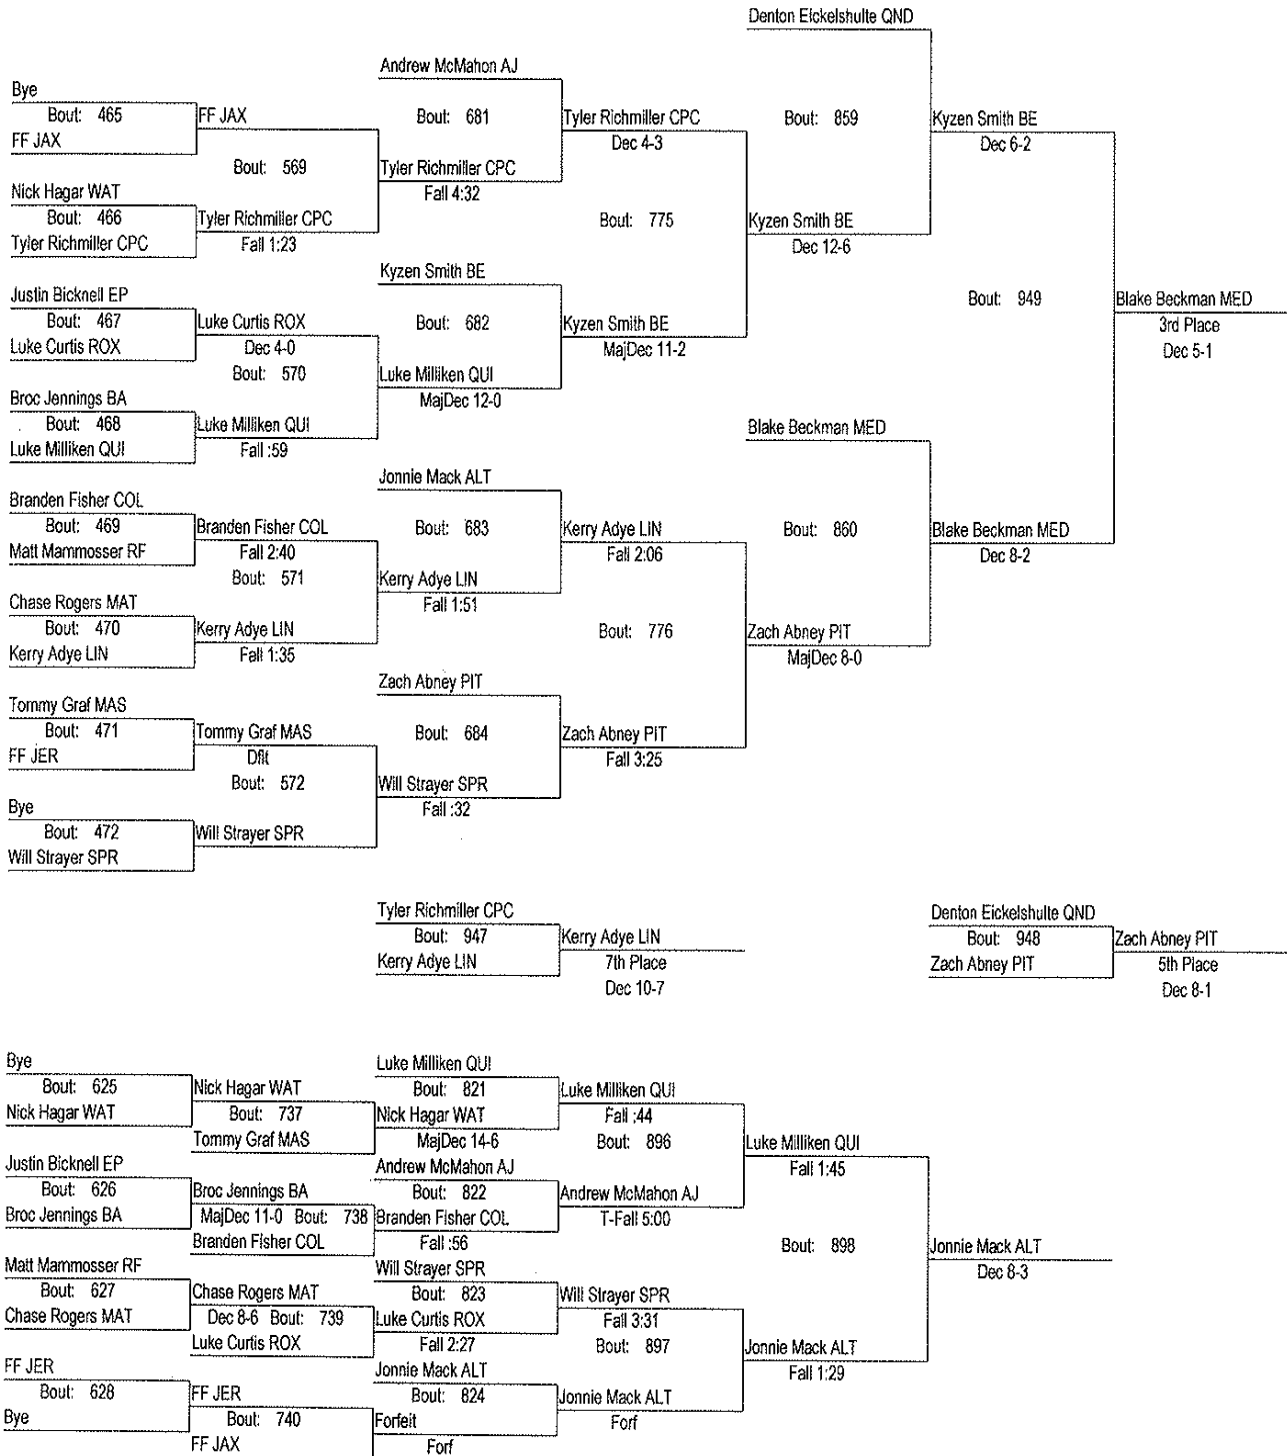 Denton Eickelshulte QND
Andrew McMahon AJ
Bye
Bout: 465
FF JAX
FF JAX
Bout: 681
Tyler Richmiller CPC
Dec 4-3
Bout: 859
Kyzen Smith BE
Dec 6-2
Bout: 569
Tyler Richmiller CPC
Fall 4:32
Nick Hagar WAT
Bout: 466
Tyler Richmiller CPC
Tyler Richmiller CPC
Fall 1:23
Bout: 775
Kyzen Smith BE
Dec 12-6
Kyzen Smith BE
Justin Bicknell EP
Bout: 467
Luke Curtis ROX
Luke Curtis ROX
Dec 4-0
Bout: 682
Kyzen Smith BE
MajDec 11-2
Bout: 949
Blake Beckman MED
3rd Place
Dec 5-1
Bout: 570
Luke Milliken QUI
MajDec 12-0
Broc Jennings BA
Bout: 468
Luke Milliken QUI
Luke Milliken QUI
Fall :59
Blake Beckman MED
Jonnie Mack ALT
Branden Fisher COL
Bout: 469
Matt Mammosser RF
Branden Fisher COL
Fall 2:40
Bout: 683
Kerry Adye LIN
Fall 2:06
Bout: 860
Blake Beckman MED
Dec 8-2
Bout: 571
Kerry Adye LIN
Fall 1:51
Chase Rogers MAT
Bout: 470
Kerry Adye LIN
Kerry Adye LIN
Fall 1:35
Bout: 776
Zach Abney PIT
MajDec 8-0
Zach Abney PIT
Tommy Graf MAS
Bout: 471
FF JER
Tommy Graf MAS
Dflt
Bout: 684
Zach Abney PIT
Fall 3:25
Bout: 572
Will Strayer SPR
Fall :32
Bye
Bout: 472
Will Strayer SPR
Will Strayer SPR
Tyler Richmiller CPC
Bout: 947
Kerry Adye LIN
Kerry Adye LIN
7th Place
Dec 10-7
Denton Eickelshulte QND
Bout: 948
Zach Abney PIT
Zach Abney PIT
5th Place
Dec 8-1
Bye
Bout: 625
Nick Hagar WAT
Nick Hagar WAT
Bout: 737
Tommy Graf MAS
Luke Milliken QUI
Bout: 821
Nick Hagar WAT
MajDec 14-6
Luke Milliken QUI
Fall :44
Bout: 896
Luke Milliken QUI
Fall 1:45
Justin Bicknell EP
Bout: 626
Broc Jennings BA
Broc Jennings BA
MajDec 11-0 Bout: 738
Branden Fisher COL
Andrew McMahon AJ
Bout: 822
Branden Fisher COL
Fall :56
Andrew McMahon AJ
T-Fall 5:00
Bout: 898
Jonnie Mack ALT
Dec 8-3
Matt Mammosser RF
Bout: 627
Chase Rogers MAT
Chase Rogers MAT
Dec 8-6 Bout: 739
Luke Curtis ROX
Will Strayer SPR
Bout: 823
Luke Curtis ROX
Fall 2:27
Will Strayer SPR
Fall 3:31
Bout: 897
Jonnie Mack ALT
Fall 1:29
FF JER
Bout: 628
Bye
FF JER
Bout: 740
FF JAX
Jonnie Mack ALT
Bout: 824
Forfeit
Forf
Jonnie Mack ALT
Forf